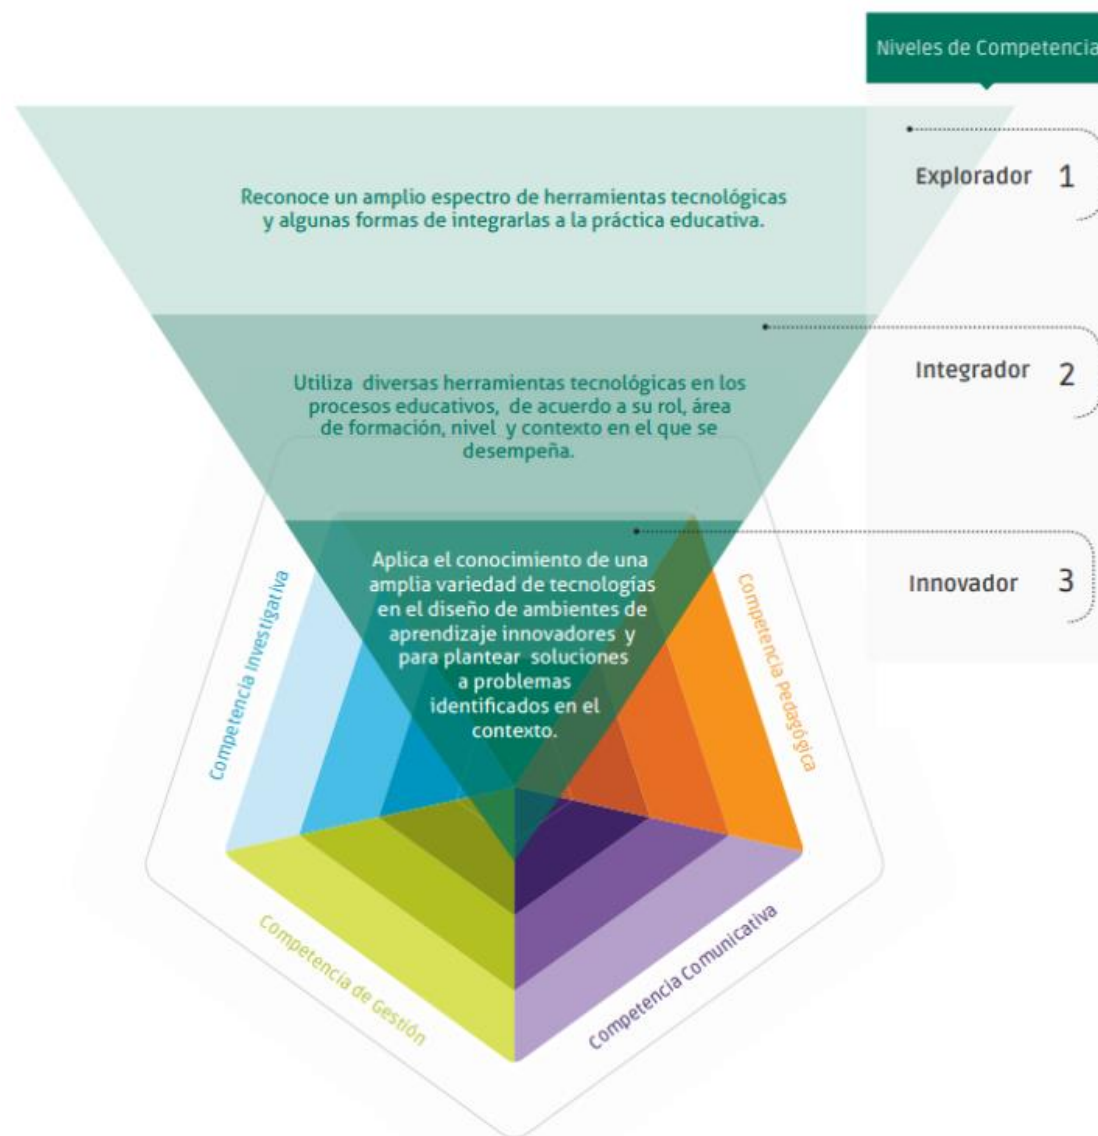 Niveles de Competencia
Reconoce un amplio espectro de herramientas tecnológicas
y algunas formas de integrarlas a la práctica educativa.
Explorador 1
Utiliza diversas herramientas tecnológicas en los
procesos educativos, de acuerdo a su rol, área
de formación, nivel y contexto en el que se
desempeña.
Integrador 2
Aplica el conocimiento de una
amplia variedad de tecnologías
en el diseño de ambientes de
aprendizaje innovadores y
para plantear soluciones
a problemas
identificados en el
contexto.
Innovador 3
Competencia Investigativa
Competencia Pedagógica
Competencia de Gestión
Competencia Comunicativa